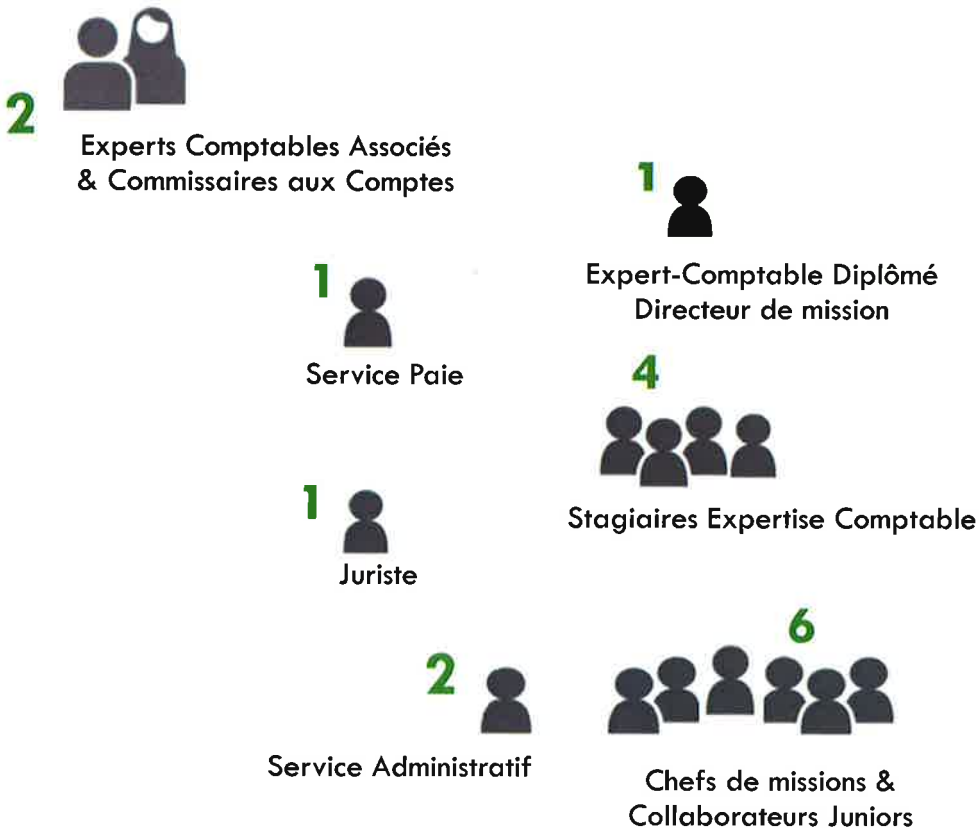 2
Experts Comptables Associés
& Commissaires aux Comptes
1
Expert-Comptable Diplômé
Directeur de mission
1
Service Paie
4
Stagiaires Expertise Comptable
1
Juriste
6
Chefs de missions &
Collaborateurs Juniors
2
Service Administratif